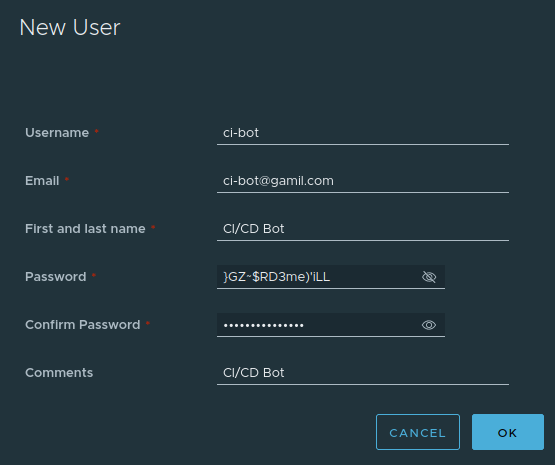 New User
Username *
ci-bot
Email *
ci-bot@gamil.com
First and last name *
CI/CD Bot
Password *
}GZ~$RD3me)'iLL
Confirm Password *
•••••••••••••••
Comments
CI/CD Bot
CANCEL
OK